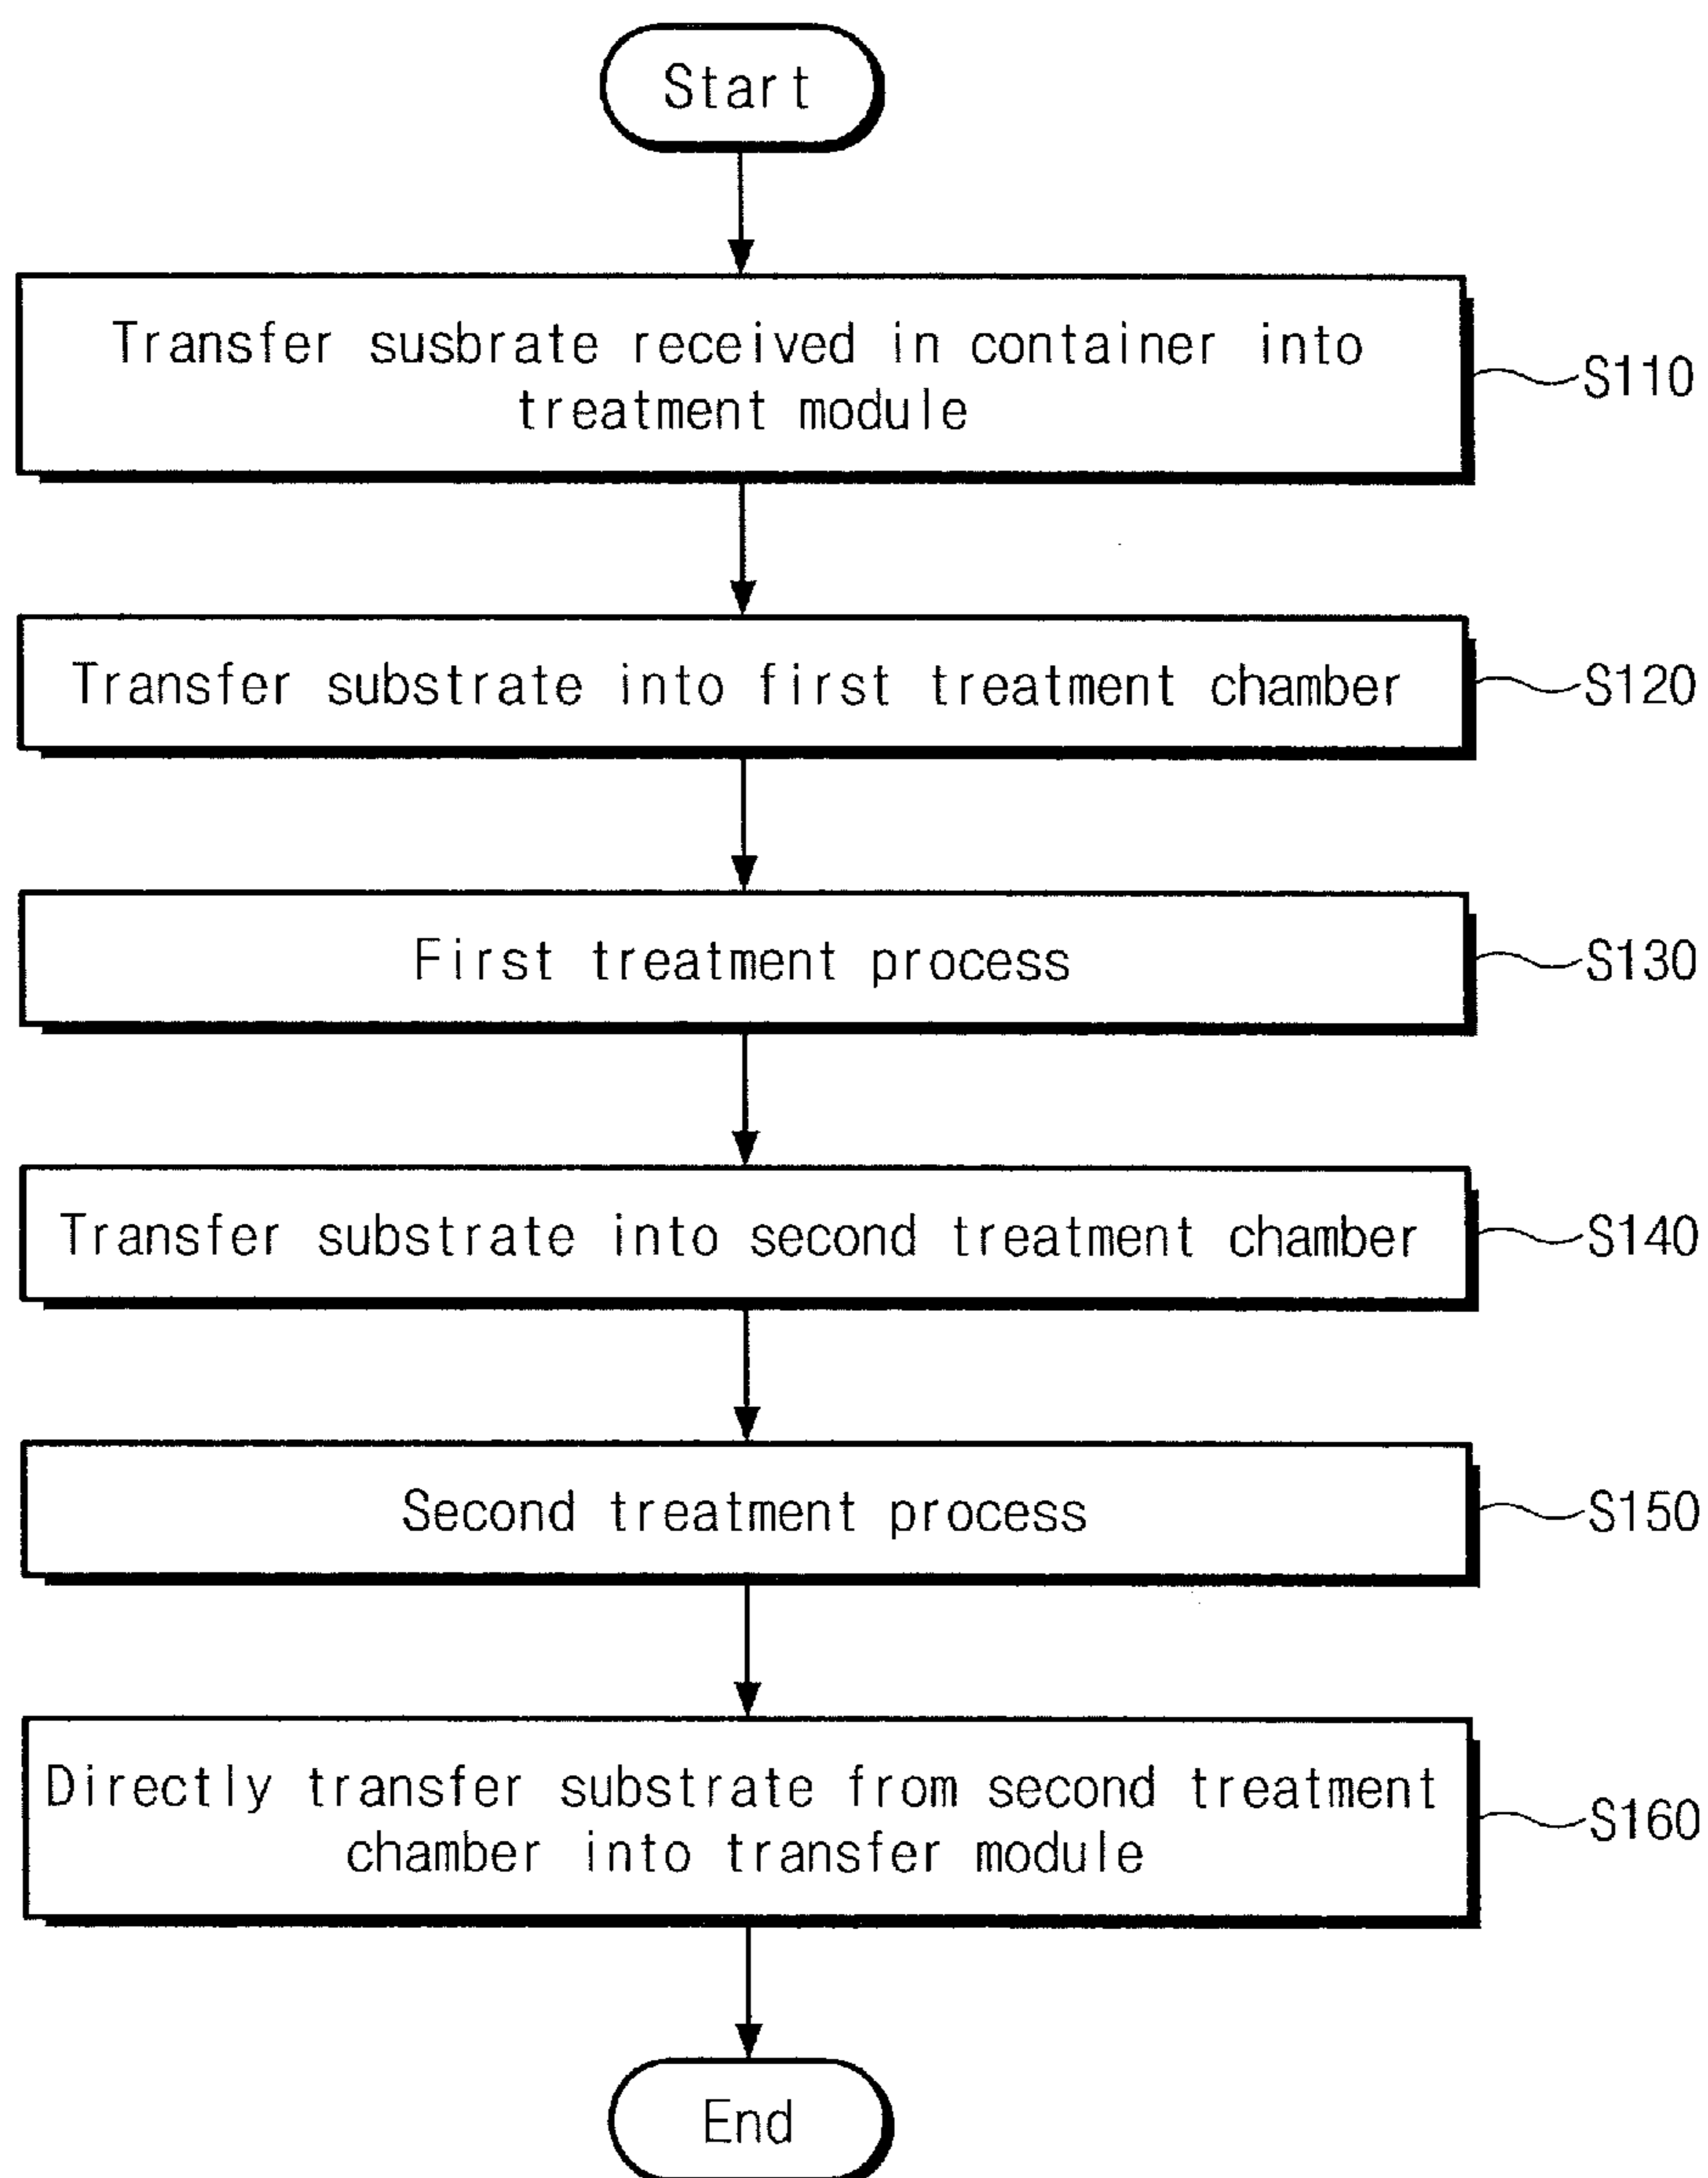 Start
Transfer susbrate received in container into
treatment module
S110
Transfer substrate into first treatment chamber
S120
First treatment process
S130
Transfer substrate into second treatment chamber
S140
Second treatment process
S150
Directly transfer substrate from second treatment
chamber into transfer module
S160
End